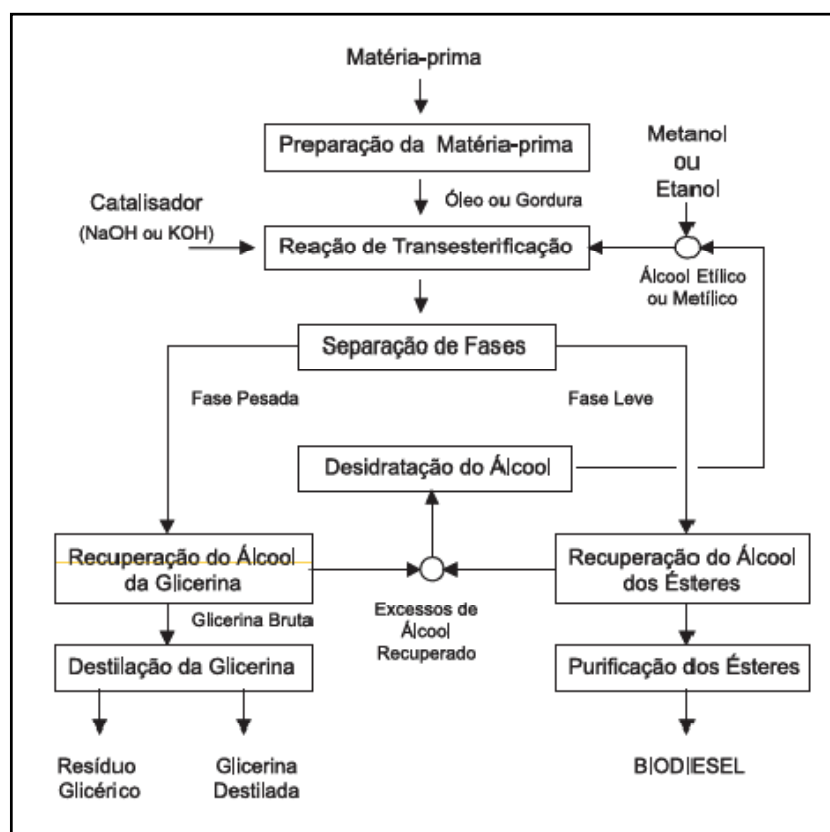 Matéria-prima
Preparação da Matéria-prima
Metanol
ou
Etanol
Óleo ou Gordura
Catalisador
(NaOH ou KOH)
Reação de Transesterificação
Álcool Etílico
ou Metílico
Separação de Fases
Fase Pesada
Fase Leve
Desidratação do Álcool
Recuperação do Álcool
da Glicerina
Recuperação do Álcool
dos Ésteres
Glicerina Bruta
Excessos de
Álcool
Recuperado
Destilação da Glicerina
Purificação dos Ésteres
Resíduo
Glicérico
Glicerina
Destilada
BIODIESEL